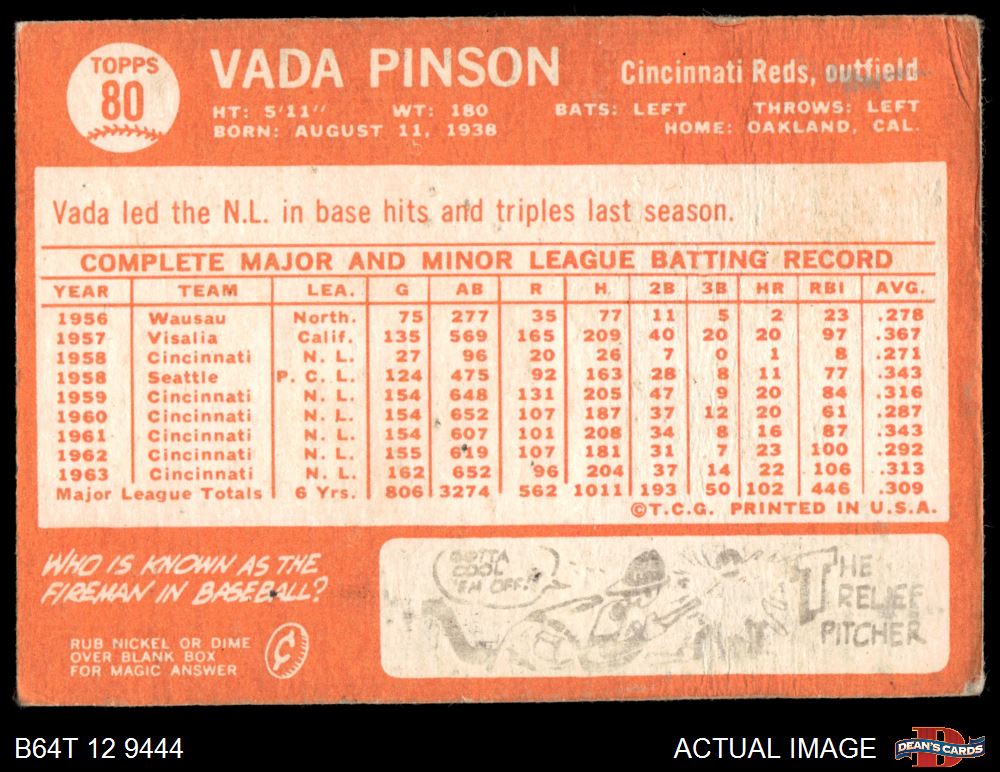 TOPPS
80
VADA PINSON
Cincinnati Reds, outfield
HT: 5'11" WT: 180 BATS: LEFT THROWS: LEFT
BORN: AUGUST 11, 1938 HOME: OAKLAND, CAL.
Vada led the N.L. in base hits and triples last season.
COMPLETE MAJOR AND MINOR LEAGUE BATTING RECORD
YEAR TEAM LEA. G AB R H 2B 3B HR RBI AVG.
1956 Wausau North. 75 277 35 77 11 5 2 23 .278
1957 Visalia Calif. 135 569 165 209 40 20 20 97 .367
1958 Cincinnati N. L. 27 96 20 26 7 0 1 8 .271
1958 Seattle P. C. L. 124 475 92 163 28 8 11 77 .343
1959 Cincinnati N. L. 154 648 131 205 47 9 20 84 .316
1960 Cincinnati N. L. 154 652 107 187 37 12 20 61 .287
1961 Cincinnati N. L. 154 607 101 208 34 8 16 87 .343
1962 Cincinnati N. L. 155 619 107 181 31 7 23 100 .292
1963 Cincinnati N. L. 162 652 96 204 37 14 22 106 .313
Major League Totals 6 Yrs. 806 3274 562 1011 193 50 102 446 .309
©T.C.G. PRINTED IN U.S.A.
WHO IS KNOWN AS THE
FIREMAN IN BASEBALL?
RUB NICKEL OR DIME
OVER BLANK BOX
FOR MAGIC ANSWER
GOTTA
COOL
'EM OFF!
THE
RELIEF
PITCHER
B64T 12 9444
ACTUAL IMAGE
D
DEAN'S CARDS